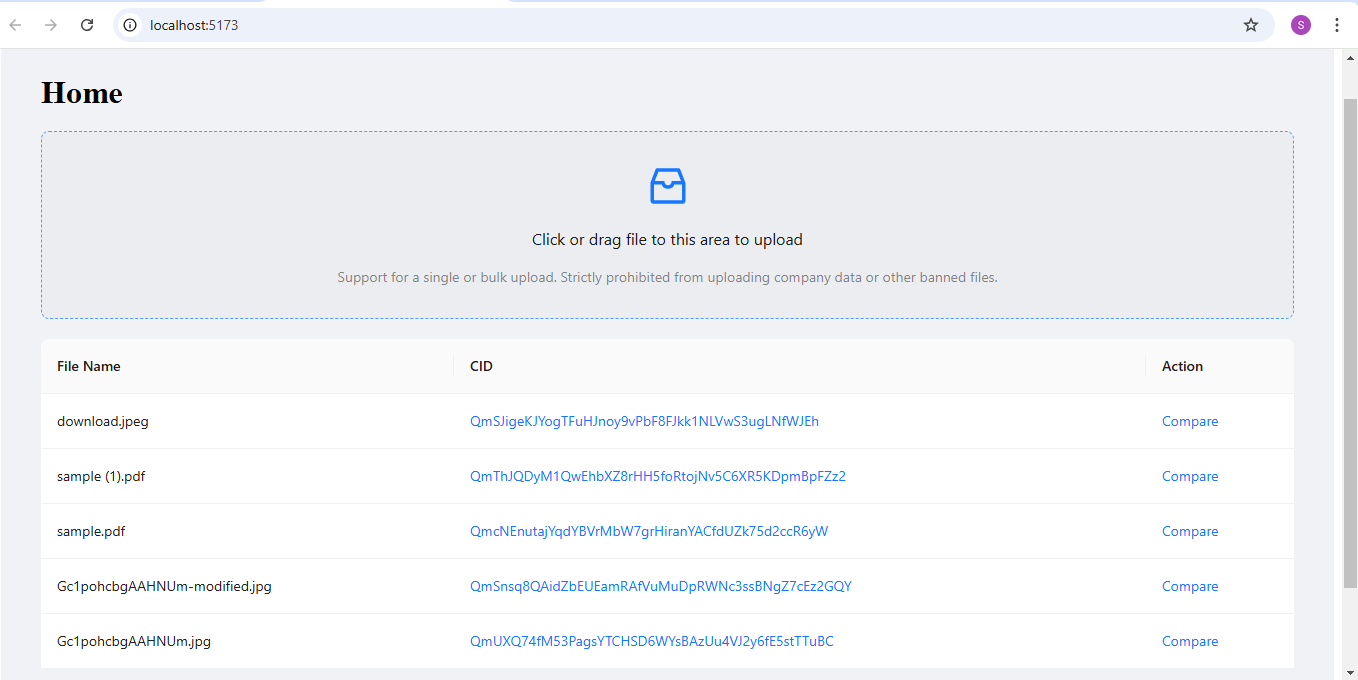 localhost:5173
S
Home
Click or drag file to this area to upload
Support for a single or bulk upload. Strictly prohibited from uploading company data or other banned files.
File Name CID Action
download.jpeg QmSJigeKJYogTFuHJnoy9vPbF8FJkk1NLVwS3ugLNfWJEh Compare
sample (1).pdf QmThJQDyM1QwEhbXZ8rHH5foRtojNv5C6XR5KDpmBpFZz2 Compare
sample.pdf QmcNEnutajYqdYBVrMbW7grHiranYACfdUZk75d2ccR6yW Compare
Gc1pohcbgAAHNUm-modified.jpg QmSnsq8QAidZbEUEamRAfVuMuDpRWNc3ssBNgZ7cEz2GQY Compare
Gc1pohcbgAAHNUm.jpg QmUXQ74fM53PagsYTCHSD6WYsBAzUu4VJ2y6fE5stTTuBC Compare